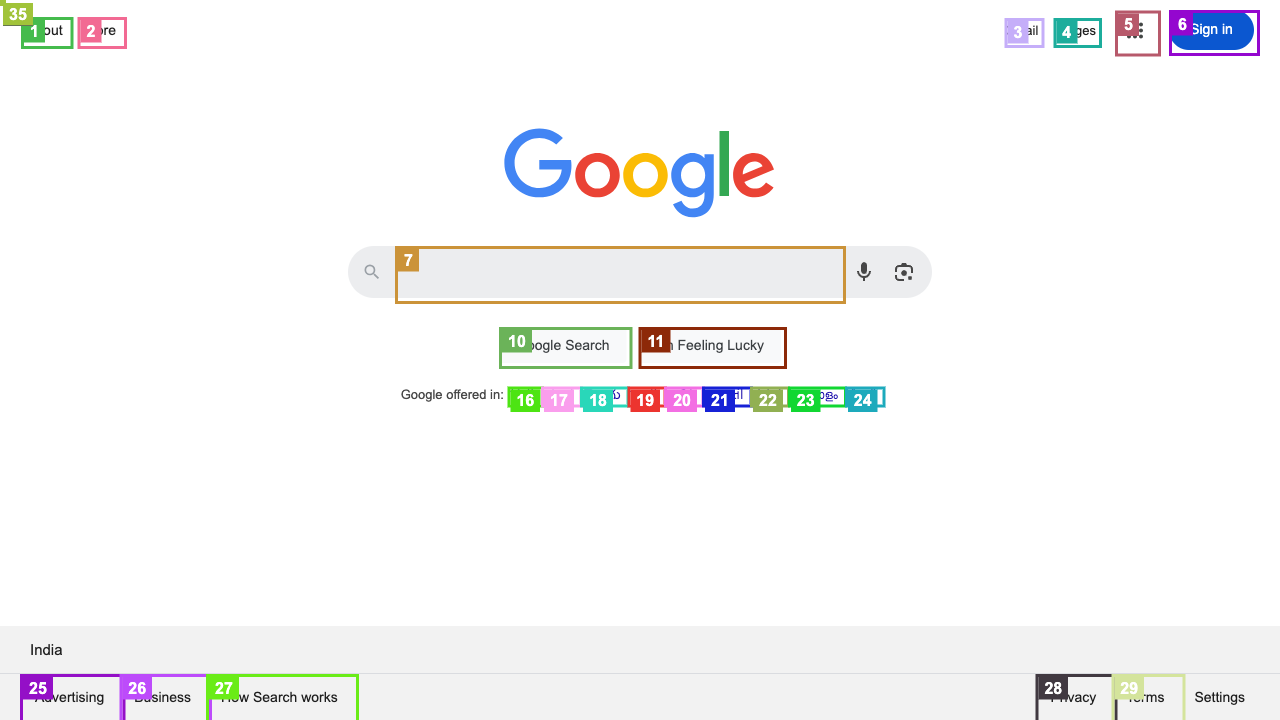 35
1 out 2 ore 3 ail 4 ges 5 6 Sign in
Google
7
10 oogle Search 11 Feeling Lucky
Google offered in: 16 17 18 19 20 21 22 23 24
India
25 Advertising 26 Business 27 How Search works 28 Privacy 29 Terms Settings